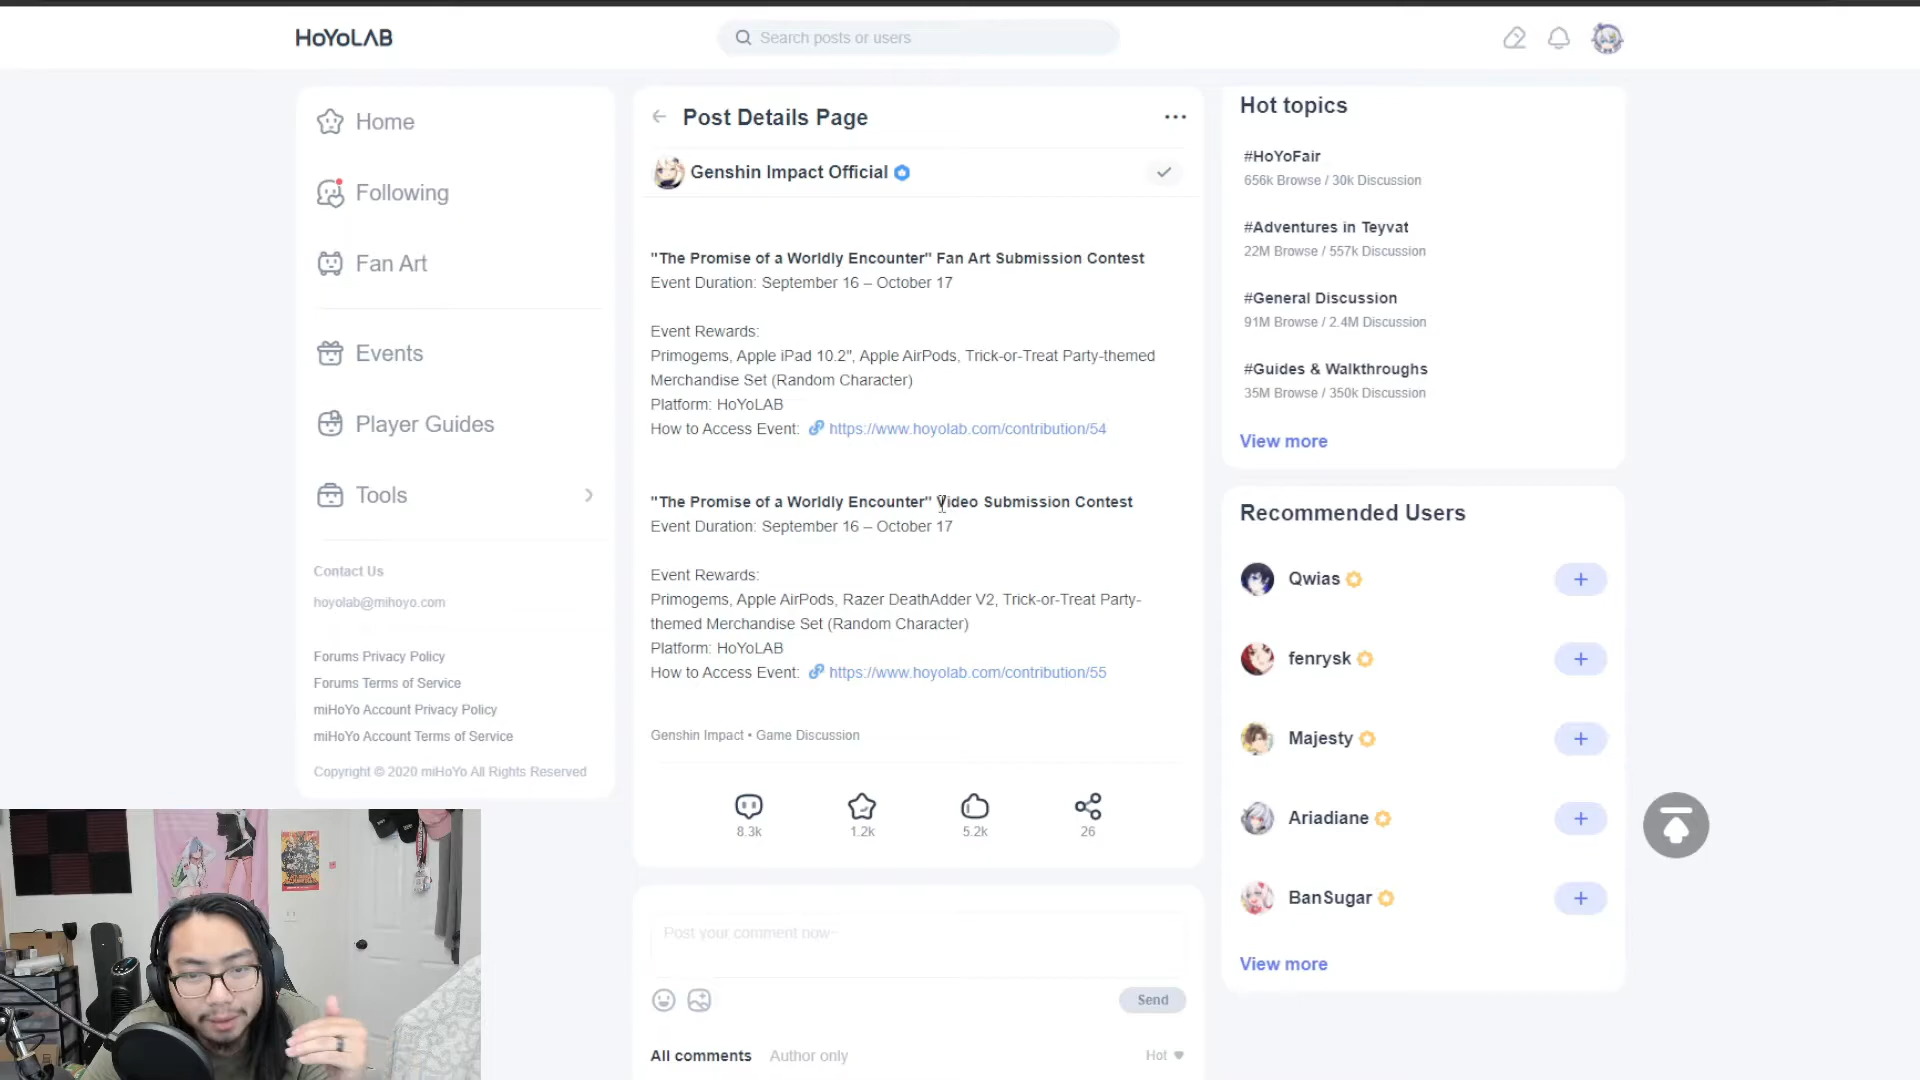 HoYoLAB
Search posts or users
Home
Following
Fan Art
Events
Player Guides
Tools
Contact Us
hoyolab@mihoyo.com
Forums Privacy Policy
Forums Terms of Service
miHoYo Account Privacy Policy
miHoYo Account Terms of Service
Copyright © 2020 miHoYo All Rights Reserved
Post Details Page
Genshin Impact Official
"The Promise of a Worldly Encounter" Fan Art Submission Contest
Event Duration: September 16 – October 17
Event Rewards:
Primogems, Apple iPad 10.2", Apple AirPods, Trick-or-Treat Party-themed
Merchandise Set (Random Character)
Platform: HoYoLAB
How to Access Event: https://www.hoyolab.com/contribution/54
"The Promise of a Worldly Encounter" Video Submission Contest
Event Duration: September 16 – October 17
Event Rewards:
Primogems, Apple AirPods, Razer DeathAdder V2, Trick-or-Treat Party-
themed Merchandise Set (Random Character)
Platform: HoYoLAB
How to Access Event: https://www.hoyolab.com/contribution/55
Genshin Impact • Game Discussion
8.3k
1.2k
5.2k
26
Post your comment now~
Send
All comments
Author only
Hot
Hot topics
#HoYoFair
656k Browse / 30k Discussion
#Adventures in Teyvat
22M Browse / 557k Discussion
#General Discussion
91M Browse / 2.4M Discussion
#Guides & Walkthroughs
35M Browse / 350k Discussion
View more
Recommended Users
Qwias
fenrysk
Majesty
Ariadiane
BanSugar
View more